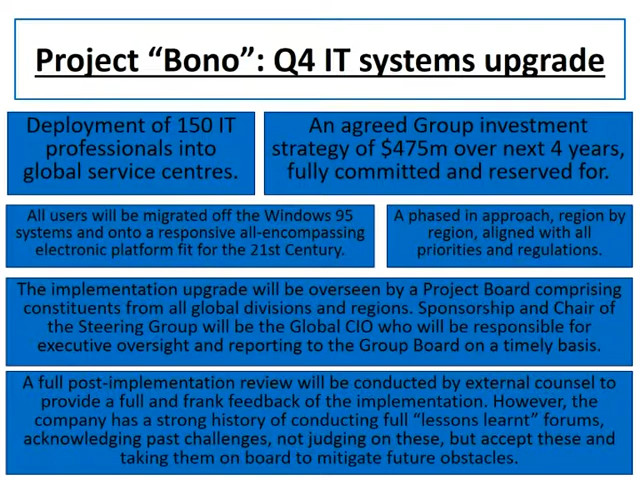 Project “Bono”: Q4 IT systems upgrade
Deployment of 150 IT
professionals into
global service centres.
An agreed Group investment
strategy of $475m over next 4 years,
fully committed and reserved for.
All users will be migrated off the Windows 95
systems and onto a responsive all-encompassing
electronic platform fit for the 21st Century.
A phased in approach, region by
region, aligned with all
priorities and regulations.
The implementation upgrade will be overseen by a Project Board comprising
constituents from all global divisions and regions. Sponsorship and Chair of
the Steering Group will be the Global CIO who will be responsible for
executive oversight and reporting to the Group Board on a timely basis.
A full post-implementation review will be conducted by external counsel to
provide a full and frank feedback of the implementation. However, the
company has a strong history of conducting full “lessons learnt” forums,
acknowledging past challenges, not judging on these, but accept these and
taking them on board to mitigate future obstacles.